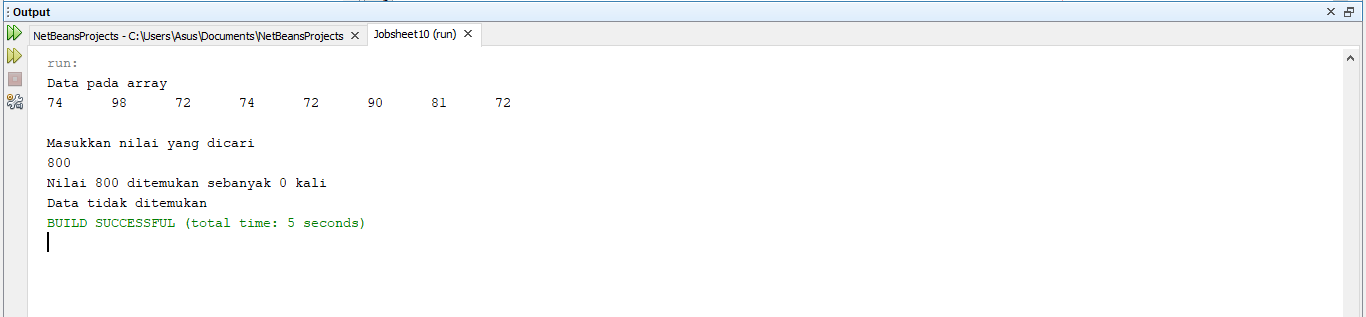 Output
NetBeansProjects - C:\Users\Asus\Documents\NetBeansProjects Jobsheet10 (run)
run:
Data pada array
74 98 72 74 72 90 81 72
Masukkan nilai yang dicari
800
Nilai 800 ditemukan sebanyak 0 kali
Data tidak ditemukan
BUILD SUCCESSFUL (total time: 5 seconds)